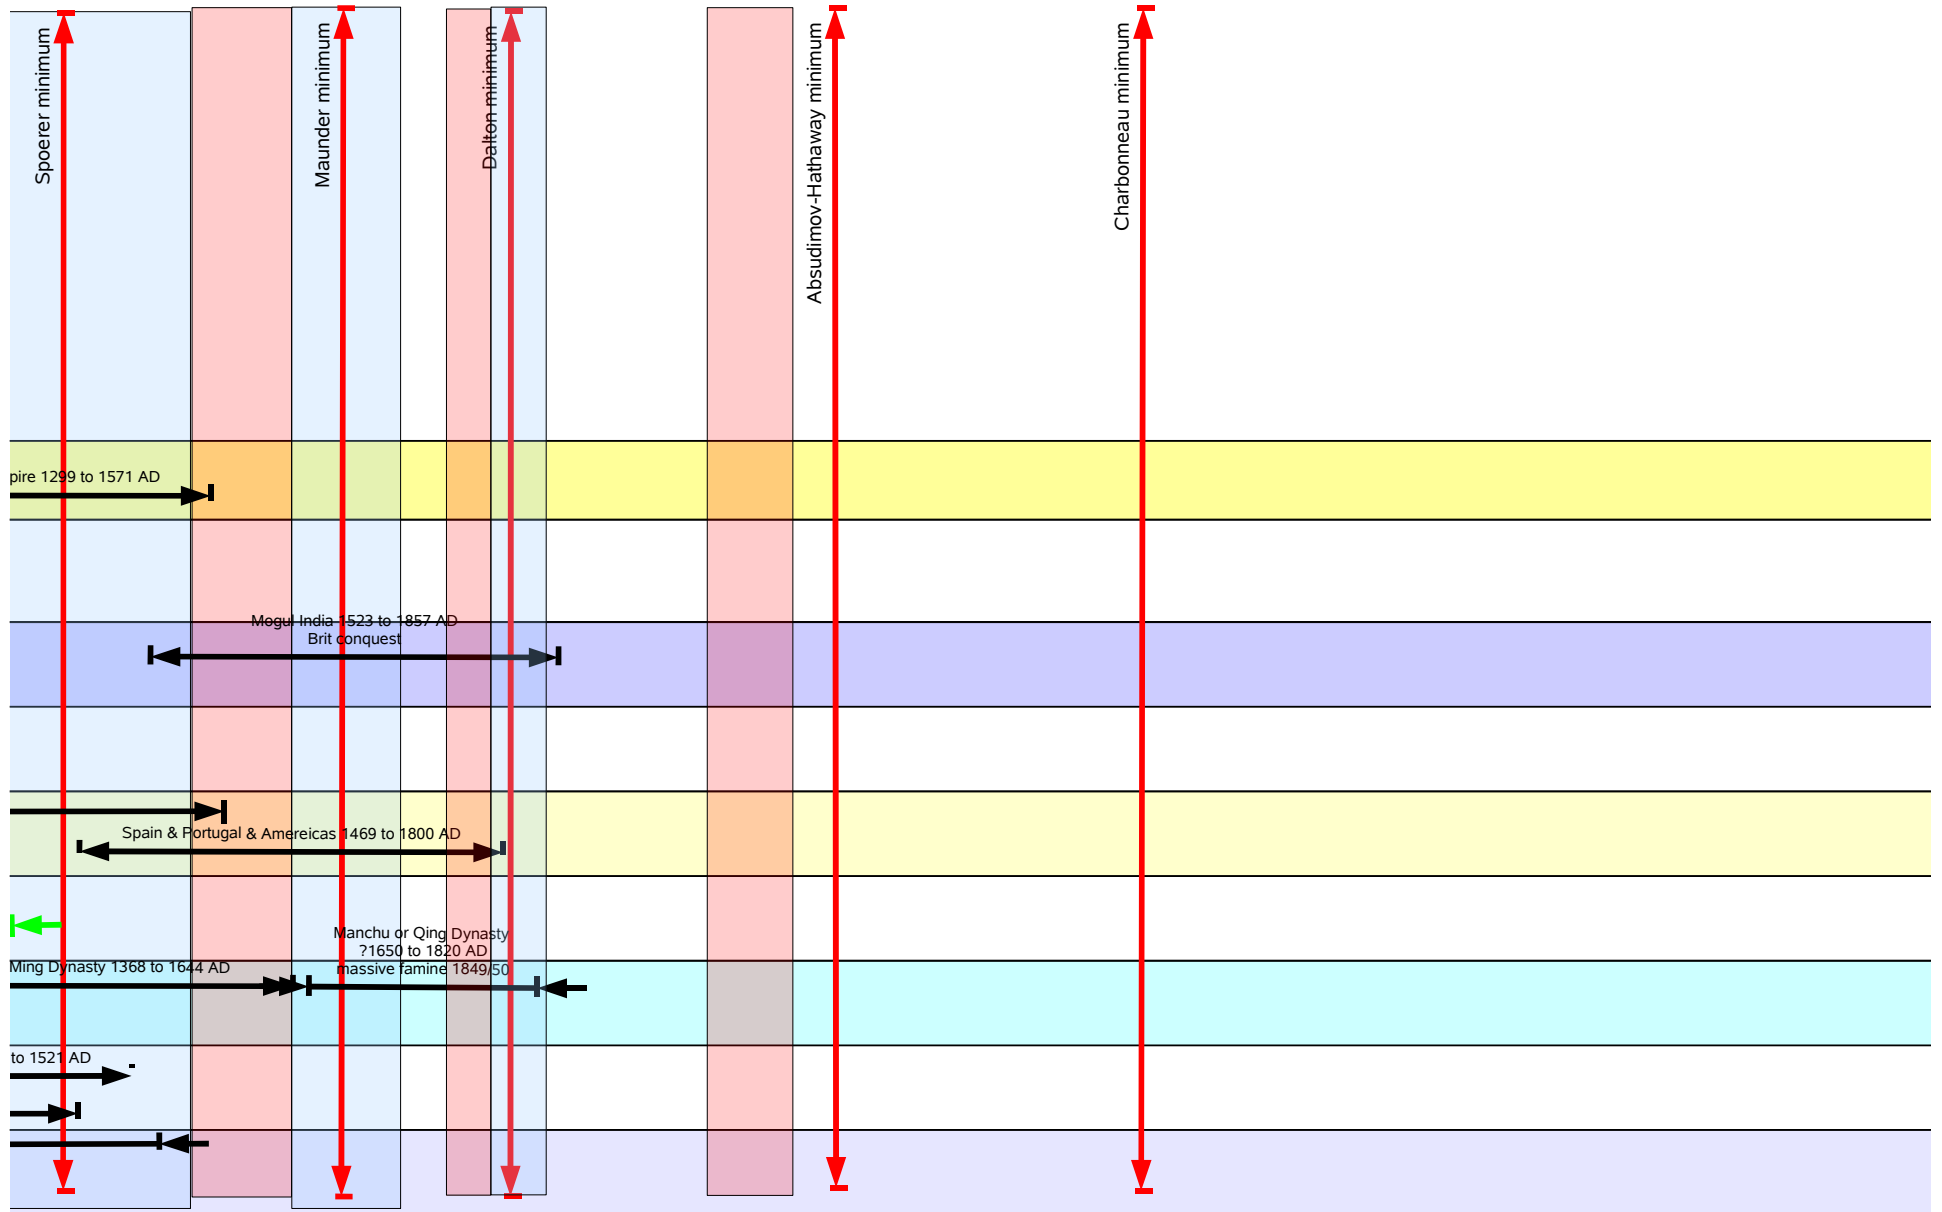 Spoerer minimum
Maunder minimum
Dalton minimum
Absudimov-Hathaway minimum
Charbonneau minimum
pire 1299 to 1571 AD
Mogul India 1523 to 1857 AD
Brit conquest
Spain & Portugal & Amereicas 1469 to 1800 AD
Manchu or Qing Dynasty
?1650 to 1820 AD
massive famine 1849/50
Ming Dynasty 1368 to 1644 AD
to 1521 AD